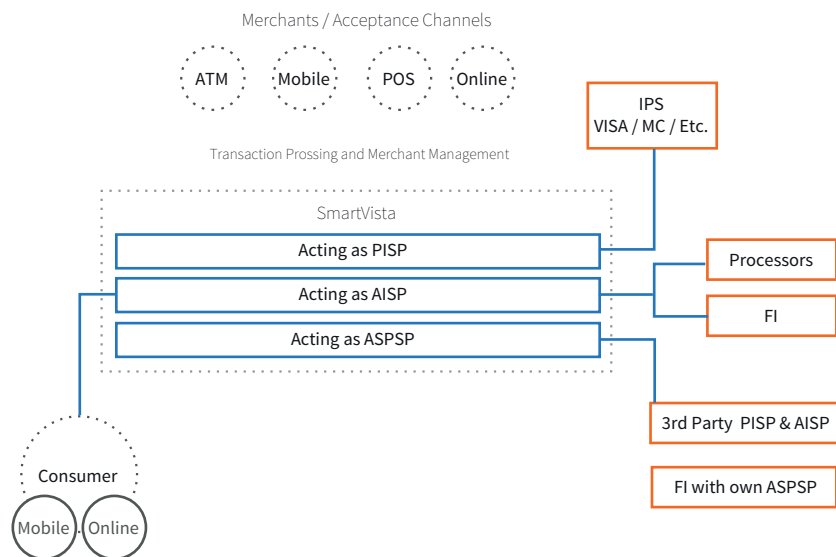 Merchants / Acceptance Channels
ATM
Mobile
POS
Online
IPS
VISA / MC / Etc.
Transaction Prossing and Merchant Management
SmartVista
Acting as PISP
Acting as AISP
Acting as ASPSP
Processors
FI
3rd Party PISP & AISP
FI with own ASPSP
Consumer
Mobile
Online